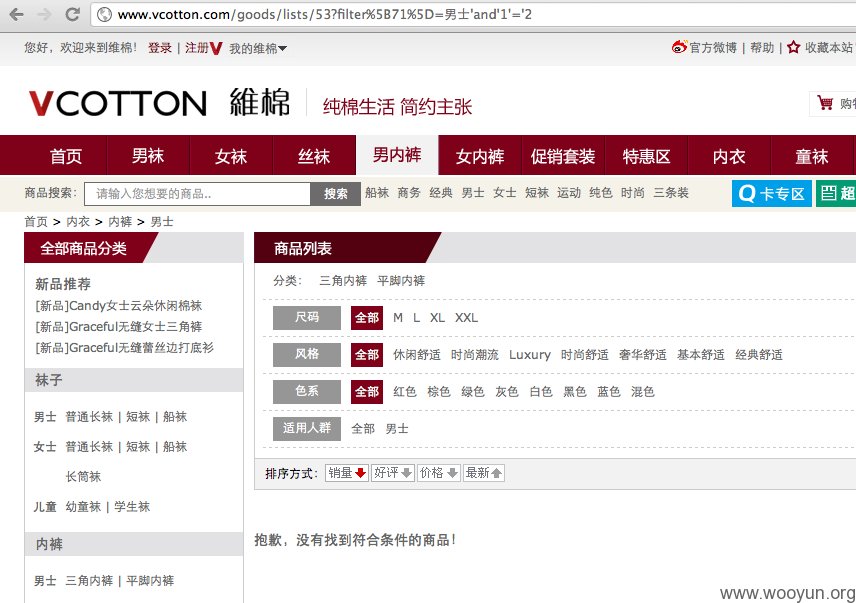 www.vcotton.com/goods/lists/53?filter%5B71%5D=男士'and'1'='2
您好，欢迎来到维棉！ 登录 | 注册 我的维棉 官方微博 | 帮助 | 收藏本站
VCOTTON 維棉 纯棉生活 简约主张 购物
首页 男袜 女袜 丝袜 男内裤 女内裤 促销套装 特惠区 内衣 童袜
商品搜索： 请输入您想要的商品.. 搜索 船袜 商务 经典 男士 女士 短袜 运动 纯色 时尚 三条装 Q卡专区 超
首页 > 内衣 > 内裤 > 男士
全部商品分类
新品推荐
[新品]Candy女士云朵休闲棉袜
[新品]Graceful无缝女士三角裤
[新品]Graceful无缝蕾丝边打底衫
袜子
男士 普通长袜 | 短袜 | 船袜
女士 普通长袜 | 短袜 | 船袜
长筒袜
儿童 幼童袜 | 学生袜
内裤
男士 三角内裤 | 平脚内裤
商品列表
分类： 三角内裤 平脚内裤
尺码 全部 M L XL XXL
风格 全部 休闲舒适 时尚潮流 Luxury 时尚舒适 奢华舒适 基本舒适 经典舒适
色系 全部 红色 棕色 绿色 灰色 白色 黑色 蓝色 混色
适用人群 全部 男士
排序方式： 销量 好评 价格 最新
抱歉，没有找到符合条件的商品！
www.wooyun.org